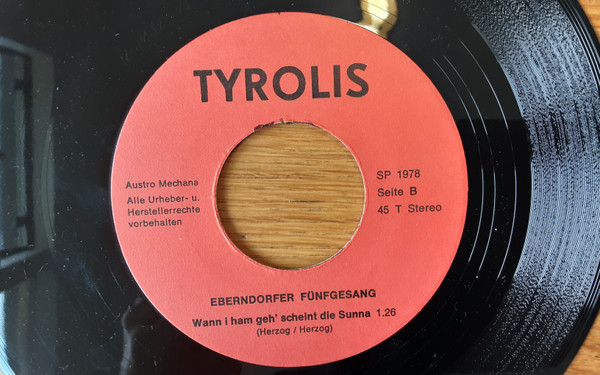 TYROLIS
Austro Mechana
Alle Urheber- u.
Herstellerrechte
vorbehalten
SP 1978
Seite B
45 T Stereo
EBERNDORFER FÜNFGESANG
Wann i ham geh' scheint die Sunna 1.26
(Herzog / Herzog)